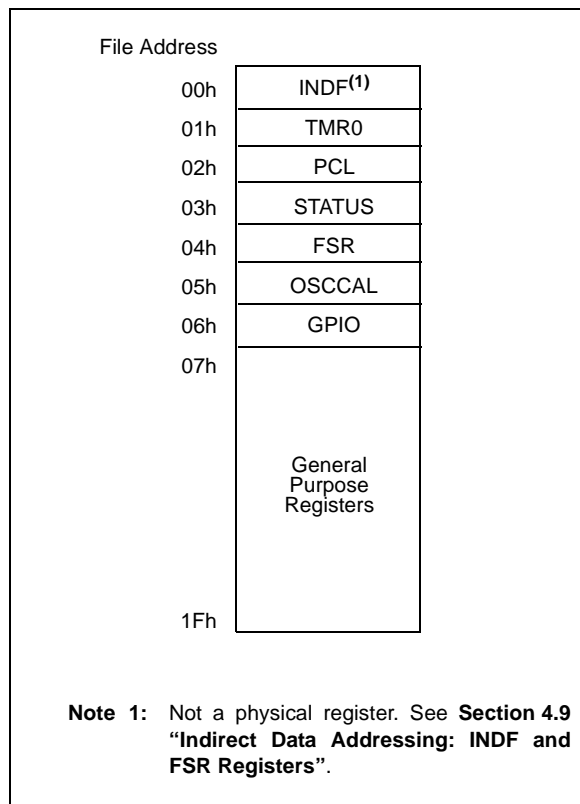 File Address
00h INDF(1)
01h TMR0
02h PCL
03h STATUS
04h FSR
05h OSCCAL
06h GPIO
07h
General
Purpose
Registers
1Fh
Note 1: Not a physical register. See Section 4.9
“Indirect Data Addressing: INDF and
FSR Registers”.